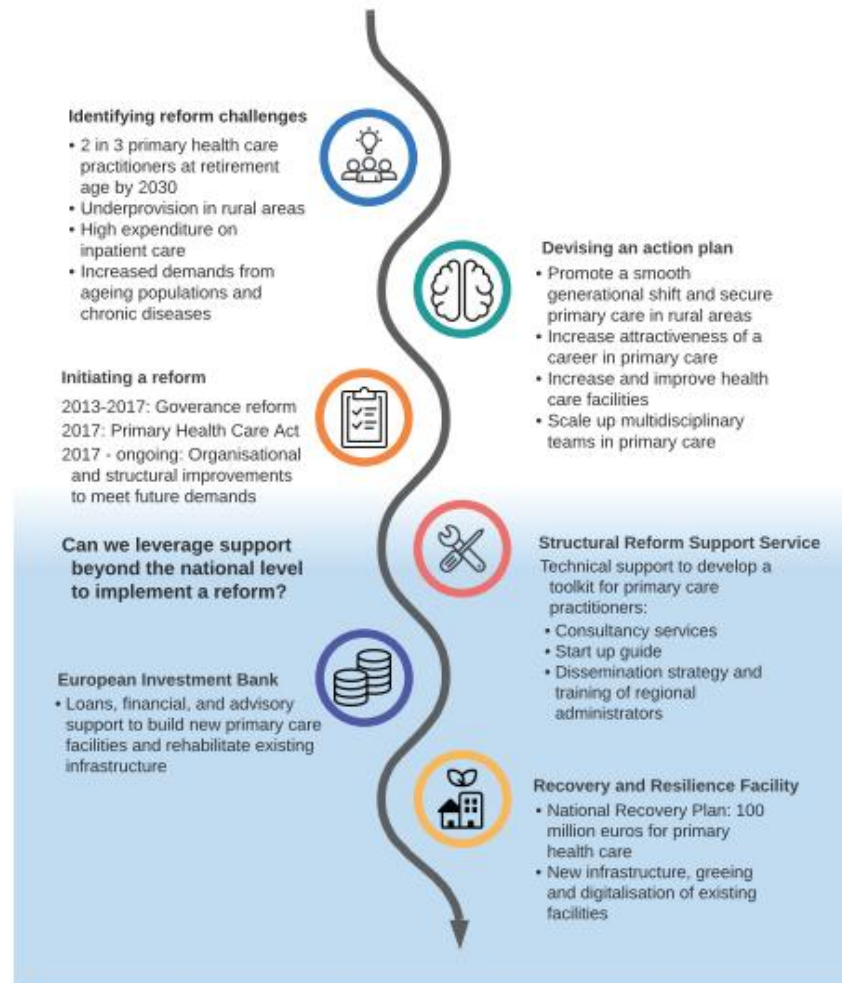 Identifying reform challenges
• 2 in 3 primary health care
practitioners at retirement
age by 2030
• Underprovision in rural areas
• High expenditure on
inpatient care
• Increased demands from
ageing populations and
chronic diseases
Devising an action plan
• Promote a smooth
generational shift and secure
primary care in rural areas
• Increase attractiveness of a
career in primary care
• Increase and improve health
care facilities
• Scale up multidisciplinary
teams in primary care
Initiating a reform
2013-2017: Goverance reform
2017: Primary Health Care Act
2017 - ongoing: Organisational
and structural improvements
to meet future demands
Can we leverage support
beyond the national level
to implement a reform?
Structural Reform Support Service
Technical support to develop a
toolkit for primary care
practitioners:
• Consultancy services
• Start up guide
• Dissemination strategy and
training of regional
administrators
European Investment Bank
• Loans, financial, and advisory
support to build new primary care
facilities and rehabilitate existing
infrastructure
Recovery and Resilience Facility
• National Recovery Plan: 100
million euros for primary
health care
• New infrastructure, greeing
and digitalisation of existing
facilities